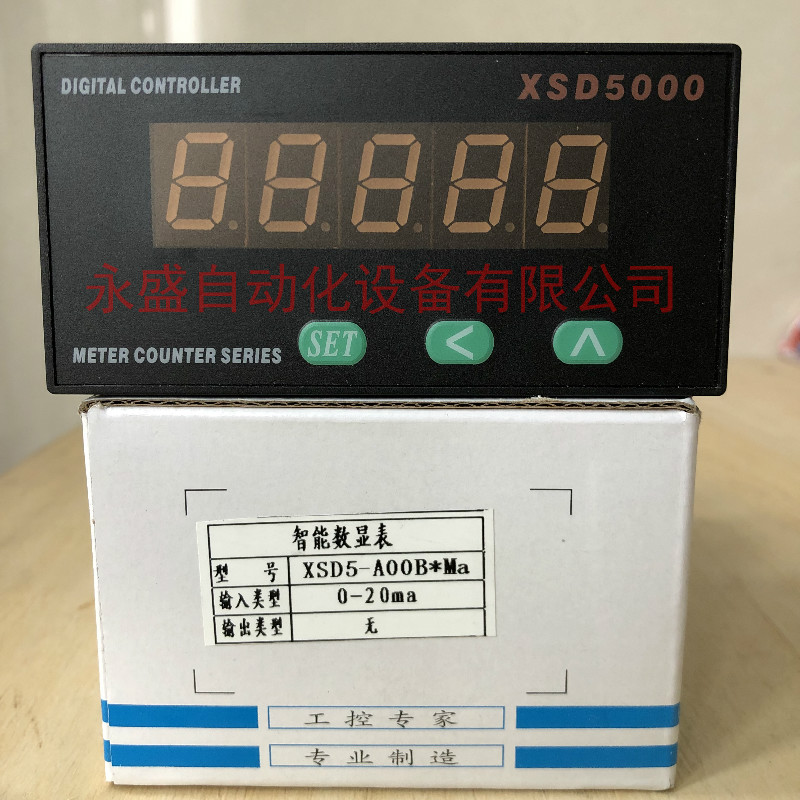 DIGITAL CONTROLLER
XSD5000
永盛自动化设备有限公司
METER COUNTER SERIES
SET
<
∧
智能数显表
型 号 XSD5-A00B*Ma
输入类型 0-20ma
输出类型 无
工控专家
专业制造